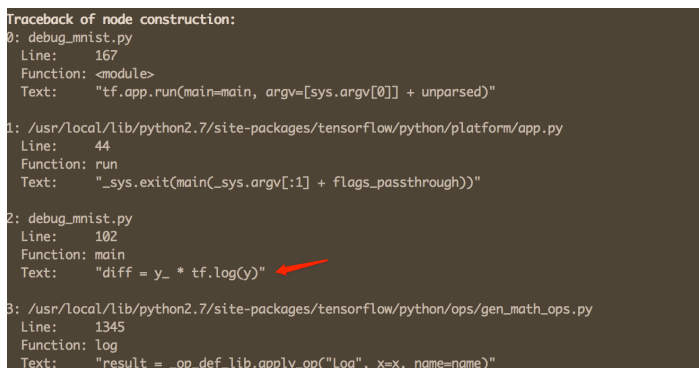 Traceback of node construction:
0: debug_mnist.py
Line: 167
Function: <module>
Text: "tf.app.run(main=main, argv=[sys.argv[0]] + unparsed)"
1: /usr/local/lib/python2.7/site-packages/tensorflow/python/platform/app.py
Line: 44
Function: run
Text: "_sys.exit(main(_sys.argv[:1] + flags_passthrough))"
2: debug_mnist.py
Line: 102
Function: main
Text: "diff = y_ * tf.log(y)"
3: /usr/local/lib/python2.7/site-packages/tensorflow/python/ops/gen_math_ops.py
Line: 1345
Function: log
Text: "result = _op_def_lib.apply_op("Log", x=x, name=name)"